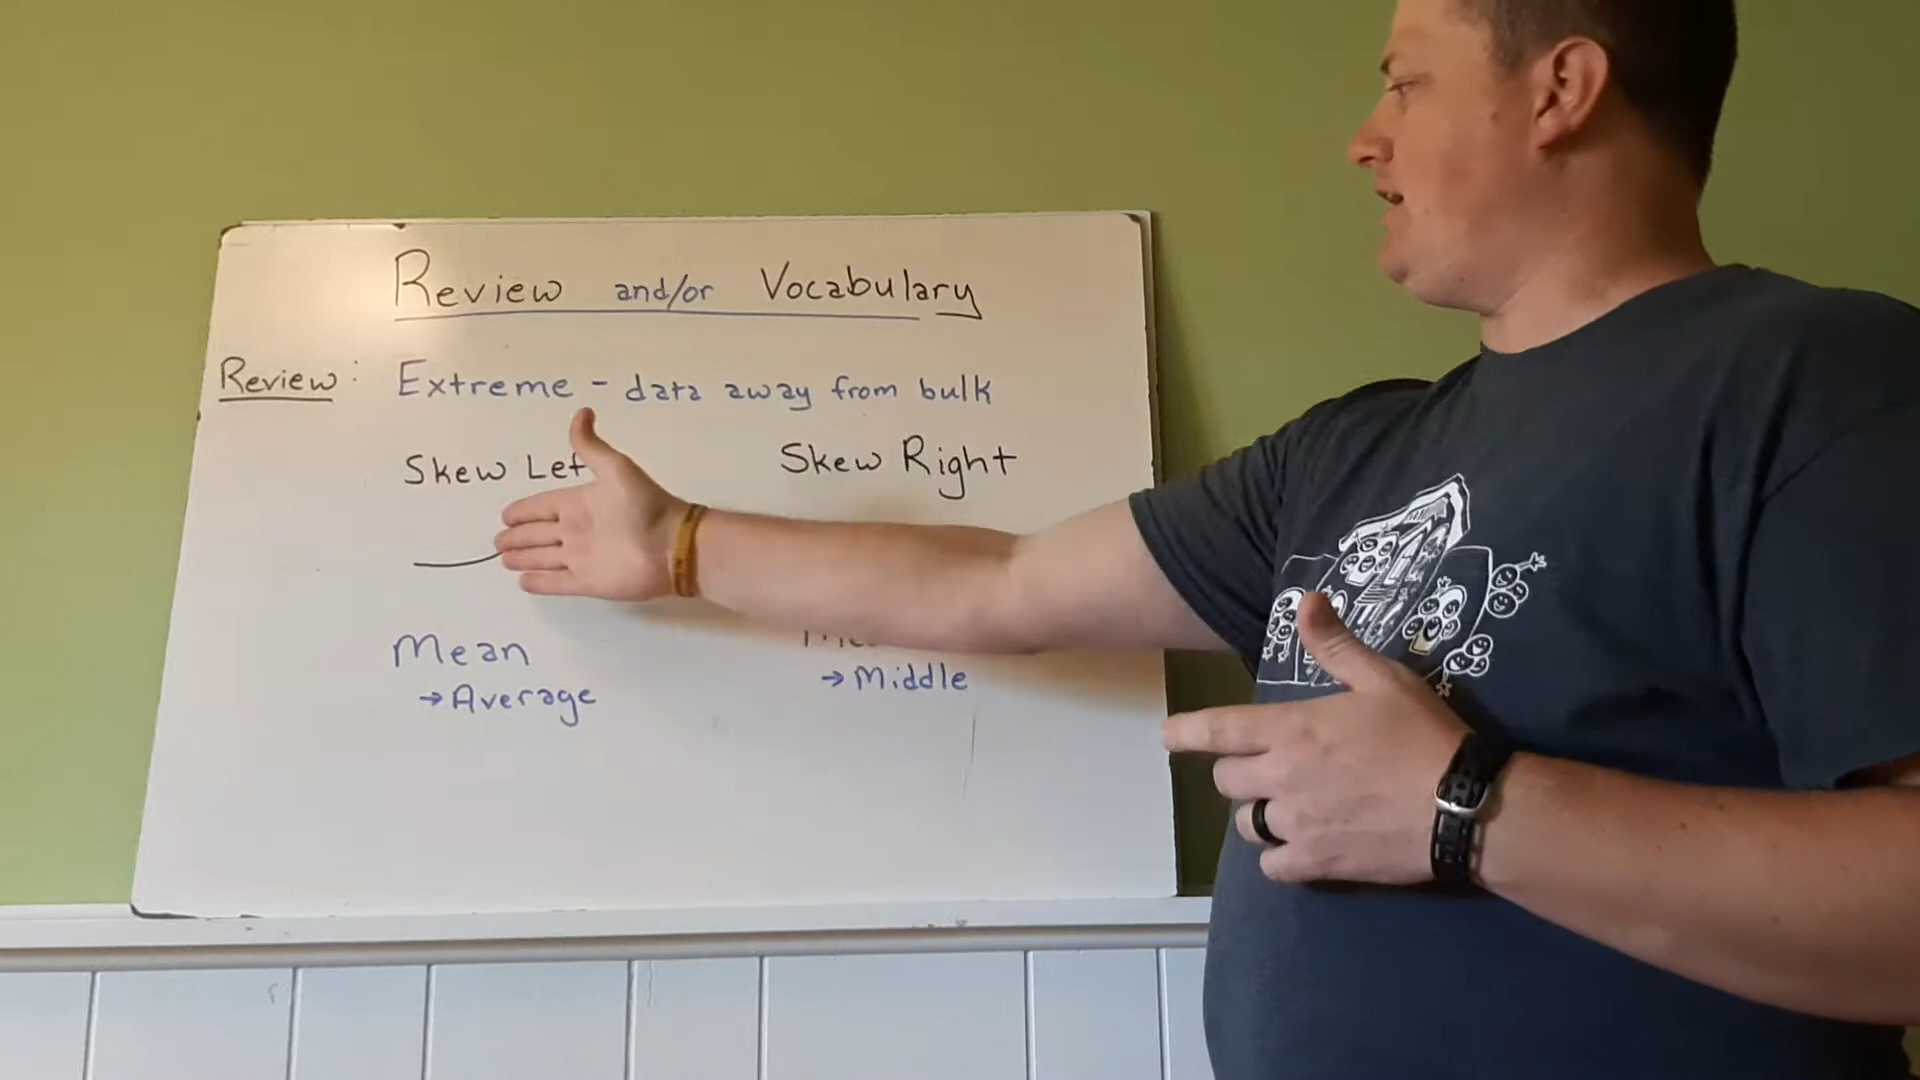 Review and/or Vocabulary
Review: Extreme - data away from bulk
Skew Lef
Skew Right
Mean
→ Average
→ Middle